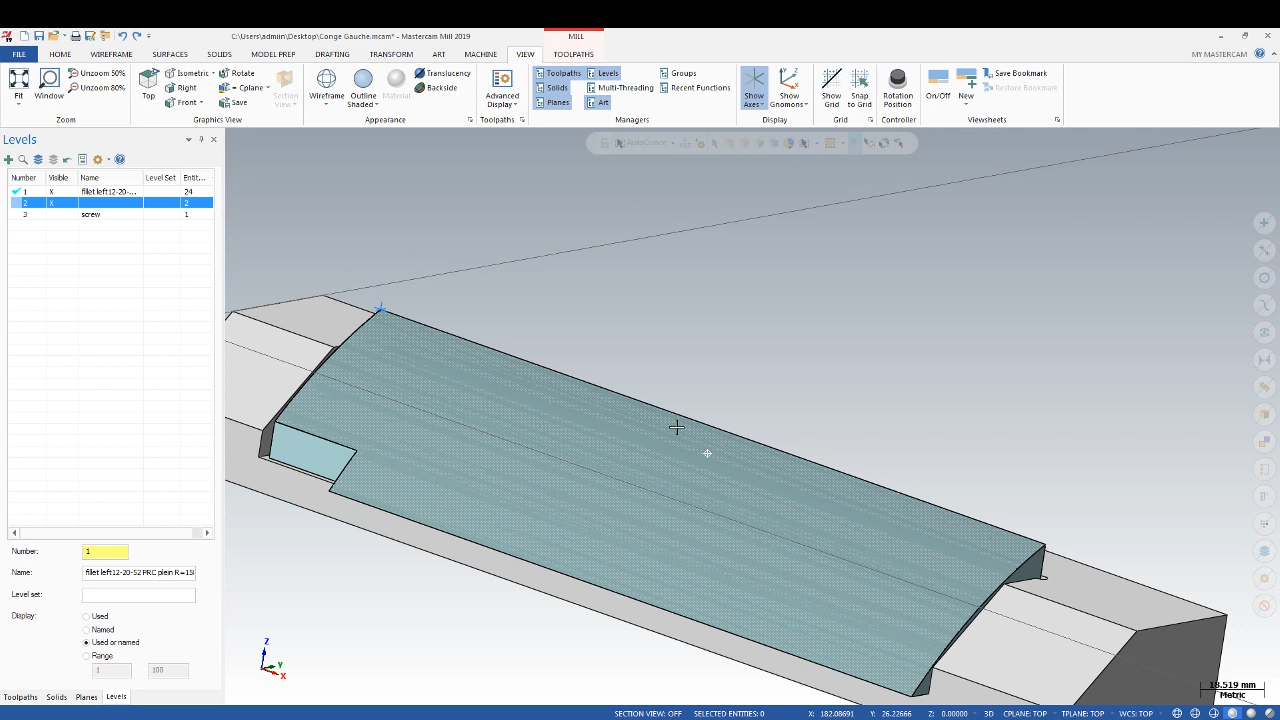 C:\Users\admiin\Desktop\Conge Gauche.mcam* - Mastercam Mill 2019
MILL
FILE HOME WIREFRAME SURFACES SOLIDS MODEL PREP DRAFTING TRANSFORM ART MACHINE VIEW TOOLPATHS MY MASTERCAM
Fit
Window
Unzoom 50%
Unzoom 80%
Zoom
Top
Isometric
Right
Front
Rotate
= Cplane
Save
Section View
Graphics View
Wireframe
Outline Shaded
Material
Translucency
Backside
Appearance
Advanced Display
Toolpaths
Toolpaths Levels Groups
Solids Multi-Threading Recent Functions
Planes Art
Managers
Show Axes
Show Gnomons
Display
Show Grid
Snap to Grid
Grid
Rotation Position
Controller
On/Off
New
Save Bookmark
Restore Bookmark
Viewsheets
Levels
AutoCursor
Number Visible Name Level Set Entit...
1 X fillet left12-20-... 24
2 X 2
3 screw 1
Number: 1
Name: fillet left12-20-52 PRC plein R=15
Level set:
Display: Used
Named
Used or named
Range
1 100
Z
Y
X
18.519 mm
Metric
Toolpaths Solids Planes Levels
SECTION VIEW: OFF SELECTED ENTITIES: 0 X: 182.08691 Y: 26.22666 Z: 0.00000 3D CPLANE: TOP TPLANE: TOP WCS: TOP